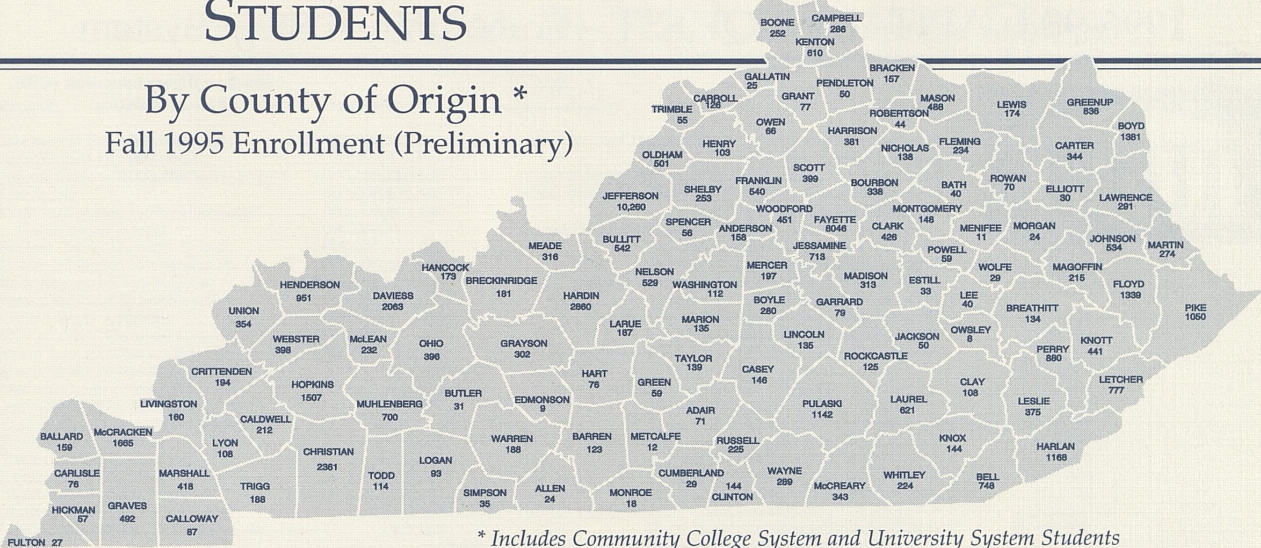 STUDENTS
By County of Origin *
Fall 1995 Enrollment (Preliminary)
BOONE
252
CAMPBELL
286
KENTON
610
GALLATIN
25
BRACKEN
157
PENDLETON
50
GRANT
77
CARROLL
126
TRIMBLE
55
MASON
488
ROBERTSON
44
LEWIS
174
GREENUP
836
BOYD
1381
OWEN
66
HARRISON
381
HENRY
103
NICHOLAS
138
FLEMING
234
CARTER
344
OLDHAM
501
SCOTT
399
FRANKLIN
540
BOURBON
338
BATH
40
ROWAN
70
ELLIOTT
30
LAWRENCE
291
JEFFERSON
10,260
SHELBY
253
WOODFORD
451
FAYETTE
8046
MONTGOMERY
148
SPENCER
56
ANDERSON
158
CLARK
426
MENIFEE
11
MORGAN
24
JOHNSON
534
MARTIN
274
BULLITT
542
JESSAMINE
713
POWELL
59
MEADE
316
HANCOCK
173
BRECKINRIDGE
181
NELSON
529
WASHINGTON
112
MERCER
197
MADISON
313
ESTILL
33
WOLFE
29
MAGOFFIN
215
FLOYD
1339
HENDERSON
951
DAVIESS
2063
HARDIN
2860
BOYLE
280
GARRARD
79
LEE
40
BREATHITT
134
PIKE
1050
UNION
354
LARUE
187
MARION
135
LINCOLN
135
JACKSON
50
OWSLEY
8
WEBSTER
398
McLEAN
232
OHIO
396
GRAYSON
302
PERRY
880
KNOTT
441
TAYLOR
139
ROCKCASTLE
125
CRITTENDEN
194
HOPKINS
1507
HART
76
GREEN
59
CASEY
146
CLAY
108
LETCHER
777
LIVINGSTON
160
MUHLENBERG
700
BUTLER
31
EDMONSON
9
ADAIR
71
PULASKI
1142
LAUREL
621
LESLIE
375
CALDWELL
212
BALLARD
159
McCRACKEN
1665
LYON
108
CHRISTIAN
2361
WARREN
188
BARREN
123
METCALFE
12
RUSSELL
225
KNOX
144
HARLAN
1168
CARLISLE
76
MARSHALL
418
TRIGG
188
TODD
114
LOGAN
93
SIMPSON
35
ALLEN
24
MONROE
18
CUMBERLAND
29
144
CLINTON
WAYNE
289
McCREARY
343
WHITLEY
224
BELL
748
HICKMAN
57
GRAVES
492
CALLOWAY
87
FULTON 27
* Includes Community College System and University System Students